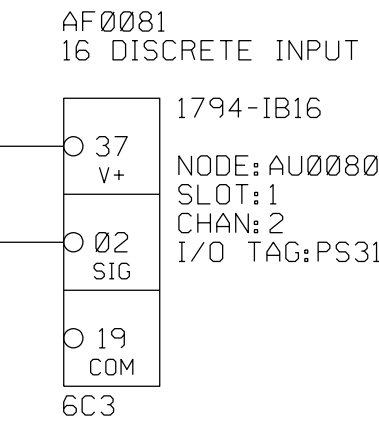 AF0081
16 DISCRETE INPUT
1794-IB16
37
V+
NODE:AU0080
SLOT:1
CHAN:2
I/O TAG:PS31
02
SIG
19
COM
6C3